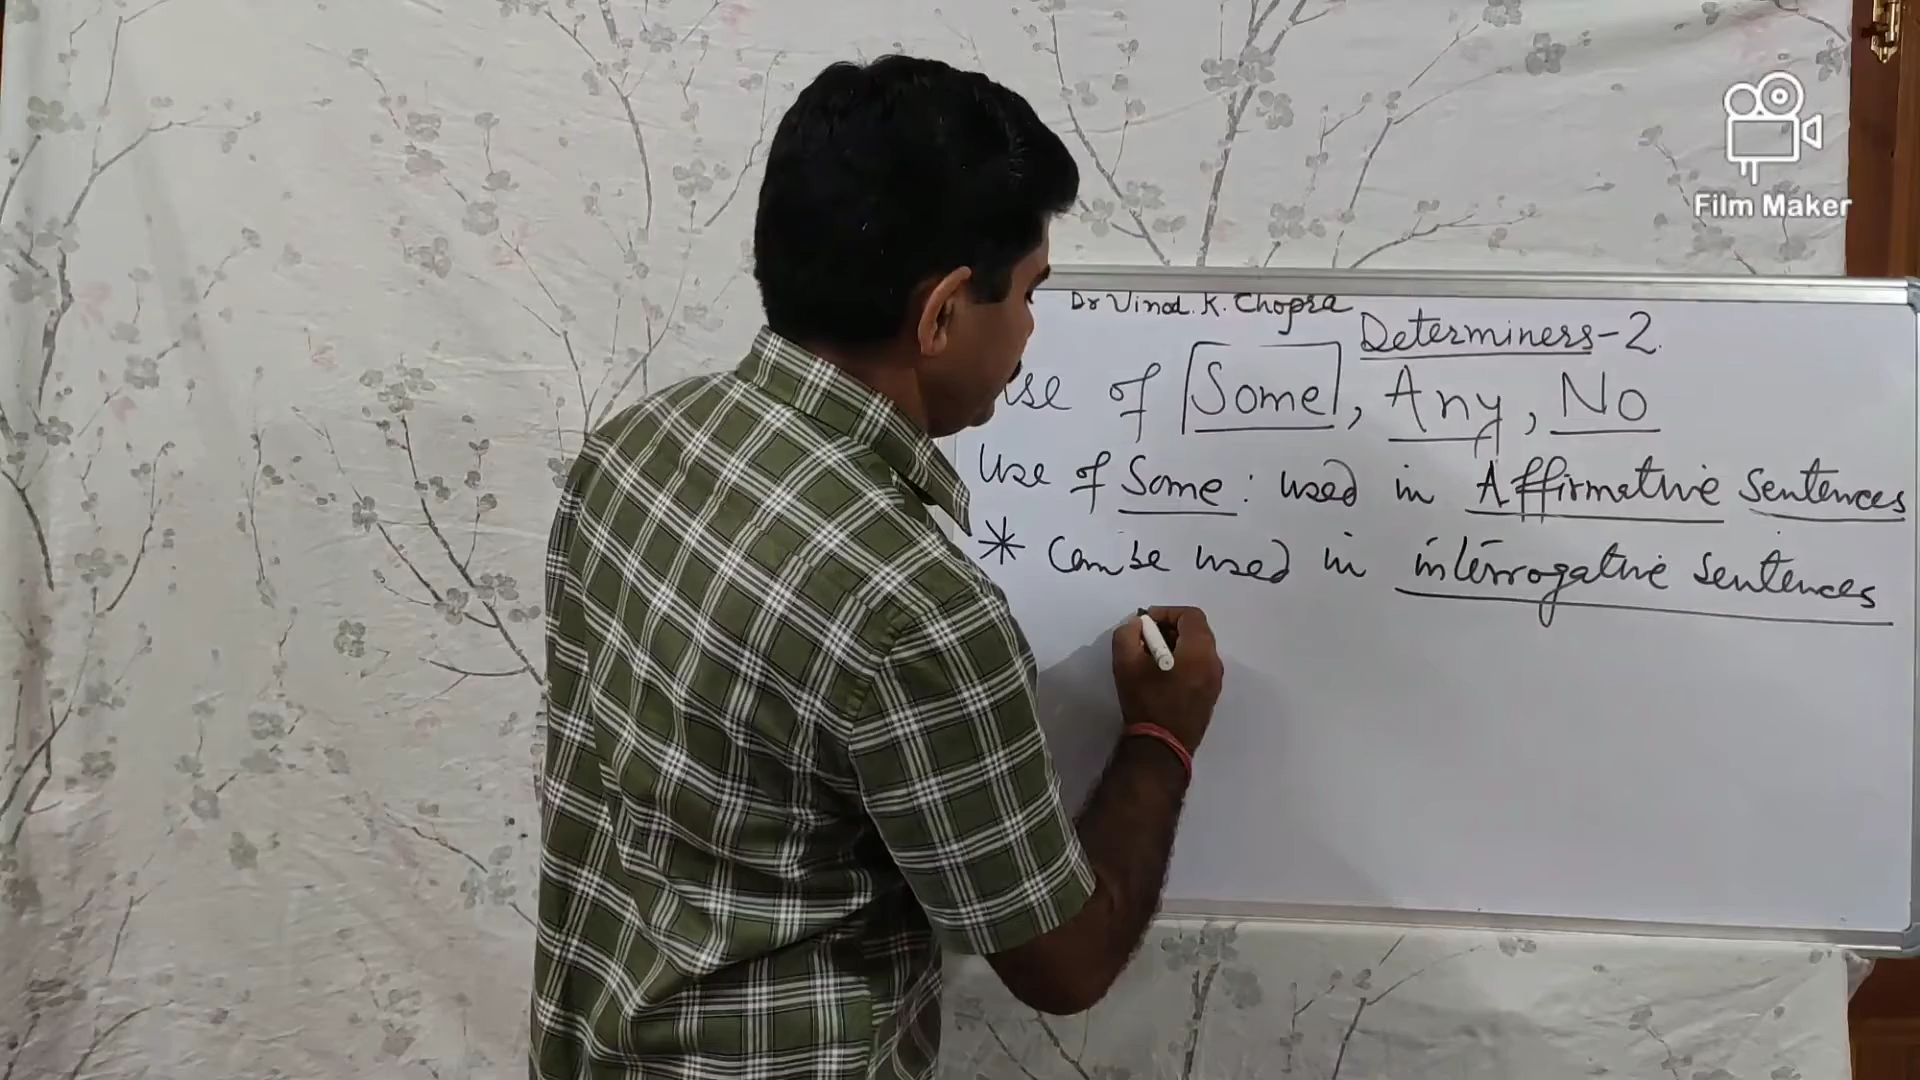 Film Maker
Dr Vinod. K. Chopra
Determiners-2.
use of Some, Any, No
Use of Some: used in Affirmative Sentences
* Can be used in interrogative sentences